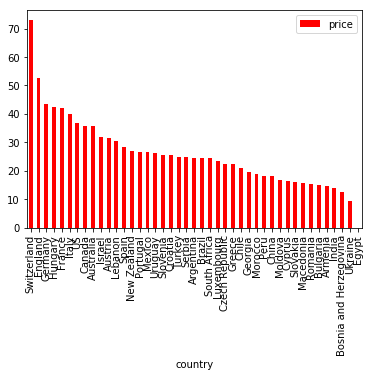 price
70
60
50
40
30
20
10
0
Switzerland
England
Germany
Hungary
France
Italy
US
Canada
Australia
Israel
Austria
Lebanon
Spain
New Zealand
Portugal
Mexico
Uruguay
Slovenia
Croatia
Turkey
Serbia
Argentina
Brazil
South Africa
Luxembourg
Czech Republic
Greece
Chile
Georgia
Morocco
Peru
China
Moldova
Cyprus
Slovakia
Macedonia
Romania
Bulgaria
Armenia
India
Bosnia and Herzegovina
Ukraine
Egypt
country